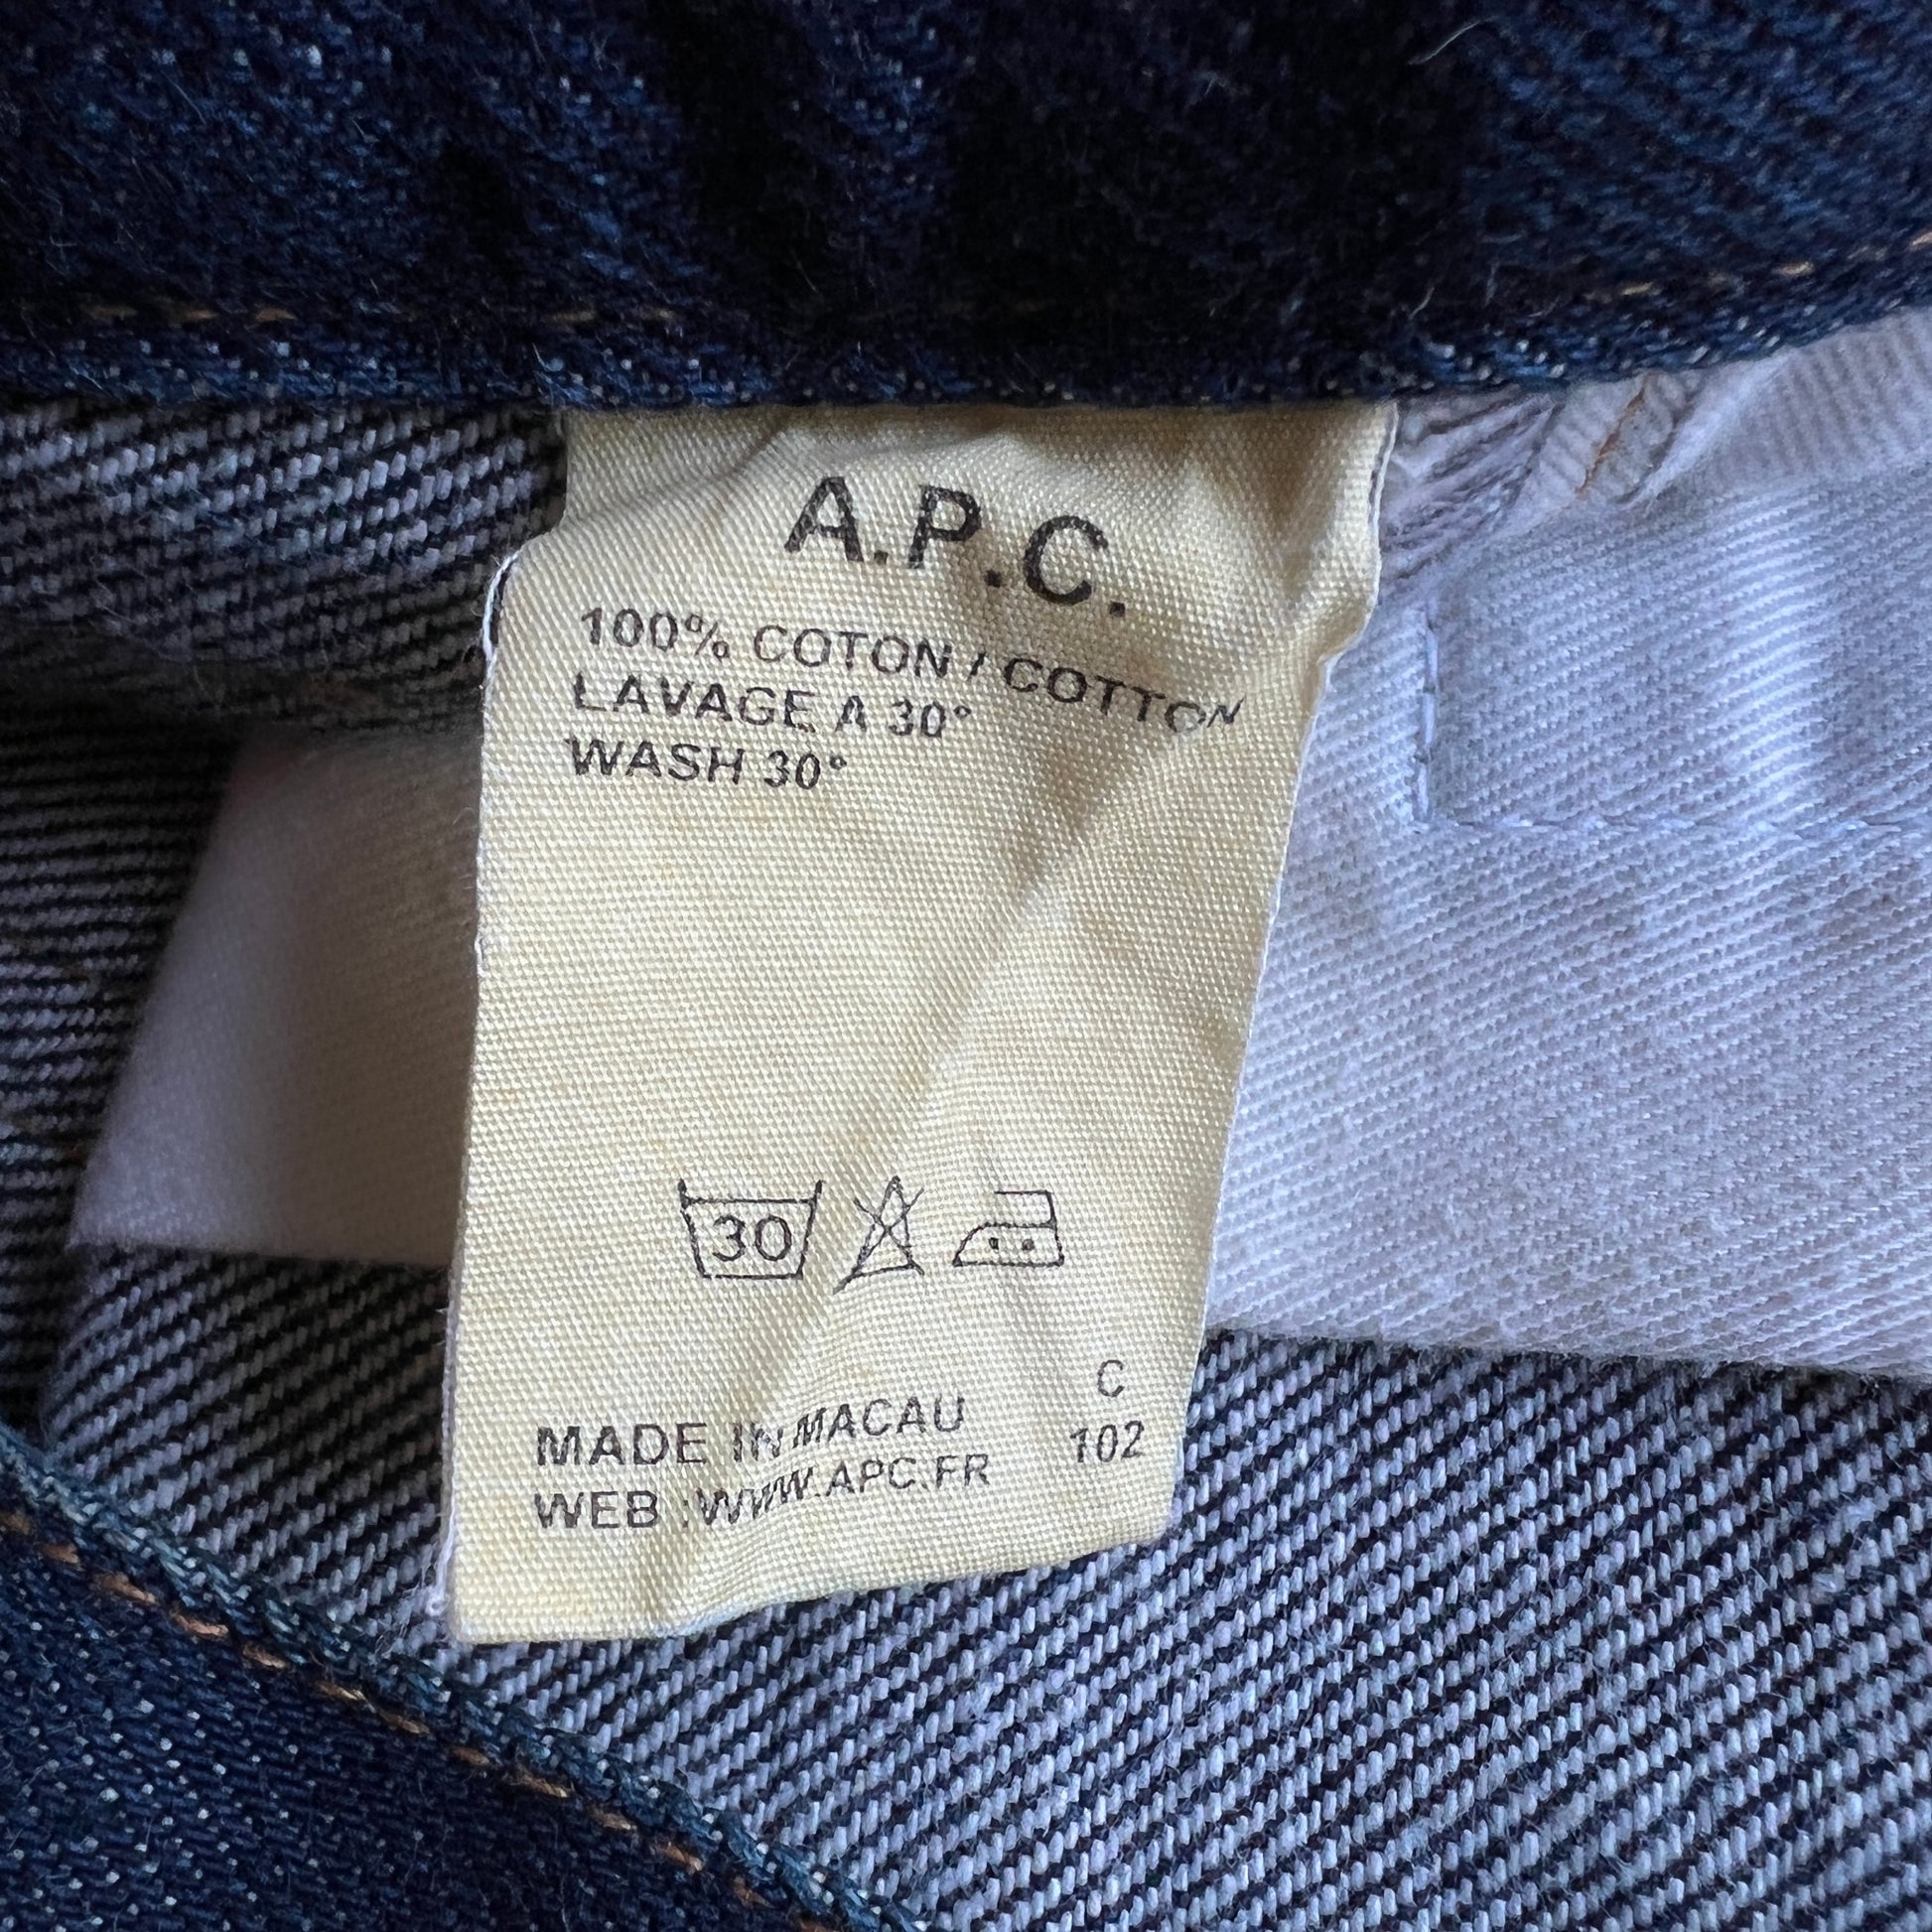 A.P.C.
100% COTON / COTTON
LAVAGE A 30°
WASH 30°
30
C
MADE IN MACAU 102
WEB :WWW.APC.FR